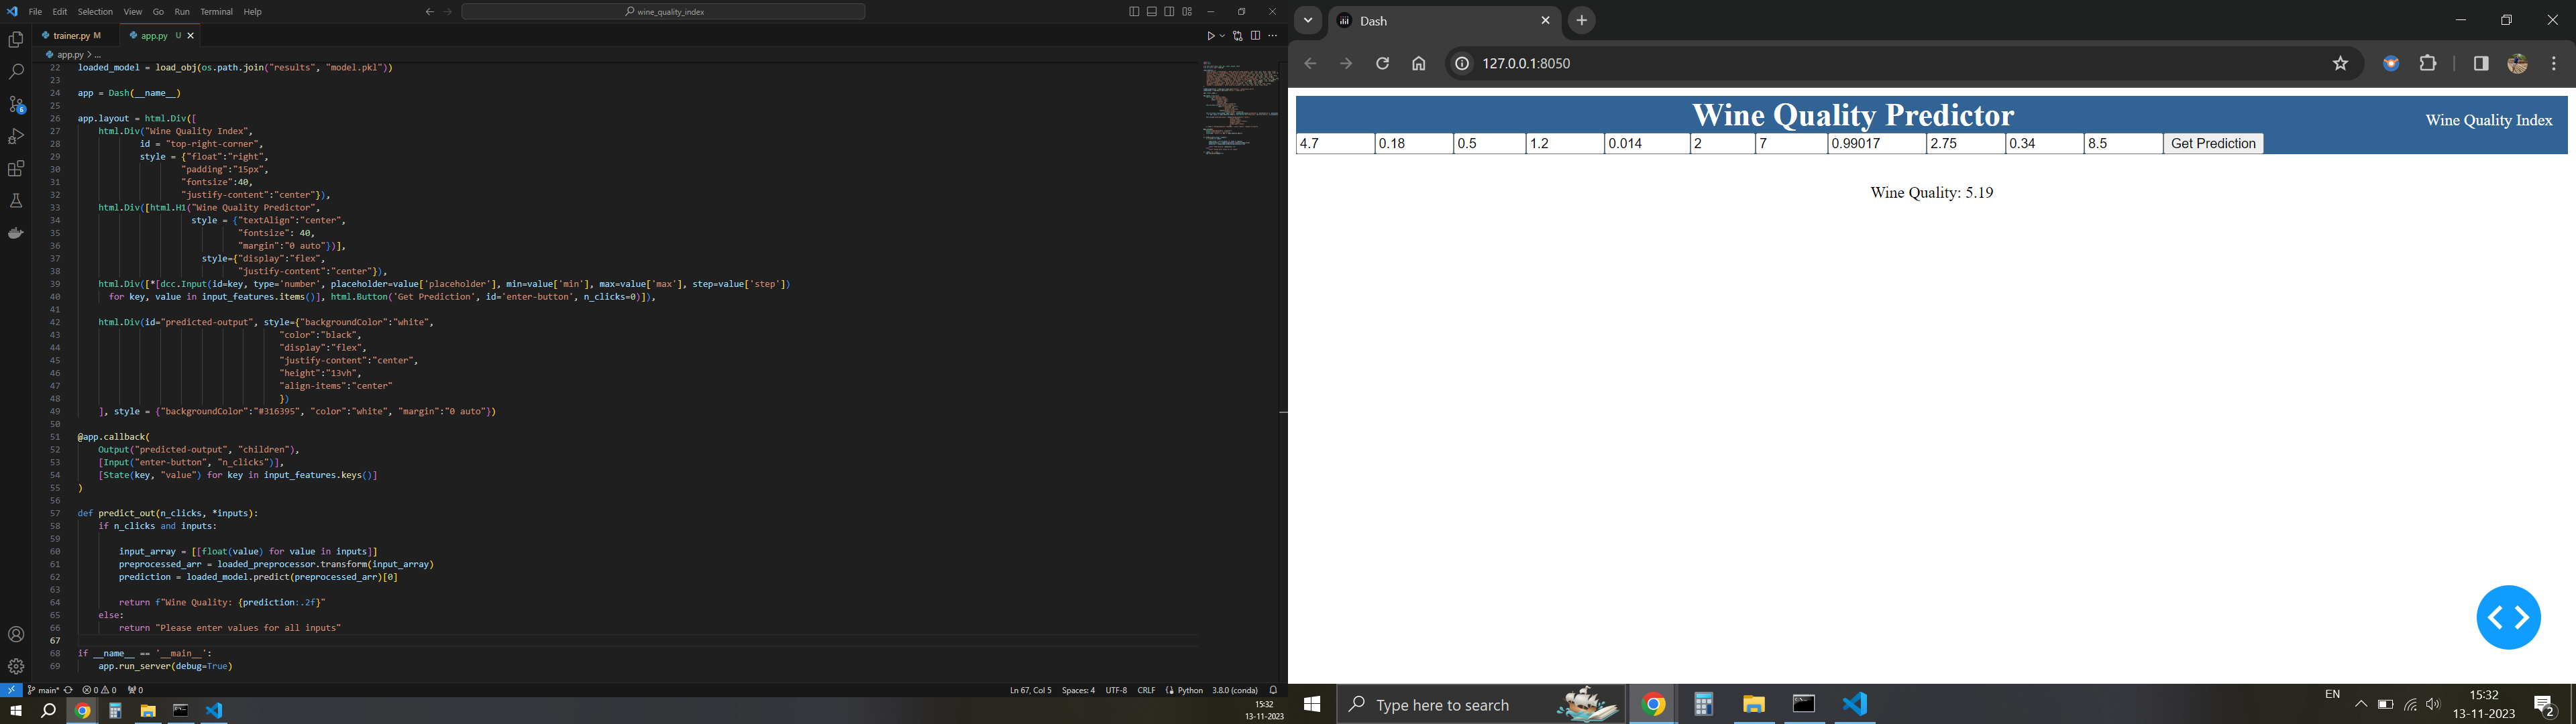 File Edit Selection View Go Run Terminal Help
wine_quality_index
trainer.py M
app.py U
app.py > ...
22 loaded_model = load_obj(os.path.join("results", "model.pkl"))
23
24 app = Dash(__name__)
25
26 app.layout = html.Div([
27 html.Div("Wine Quality Index",
28 id = "top-right-corner",
29 style = {"float":"right",
30 "padding":"15px",
31 "fontsize":40,
32 "justify-content":"center"}),
33 html.Div([html.H1("Wine Quality Predictor",
34 style = {"textAlign":"center",
35 "fontsize": 40,
36 "margin":"0 auto"})],
37 style={"display":"flex",
38 "justify-content":"center"}),
39 html.Div([*[dcc.Input(id=key, type='number', placeholder=value['placeholder'], min=value['min'], max=value['max'], step=value['step'])
40 for key, value in input_features.items()], html.Button('Get Prediction', id='enter-button', n_clicks=0)]),
41
42 html.Div(id="predicted-output", style={"backgroundColor":"white",
43 "color":"black",
44 "display":"flex",
45 "justify-content":"center",
46 "height":"13vh",
47 "align-items":"center"
48 })
49 ], style = {"backgroundColor":"#316395", "color":"white", "margin":"0 auto"})
50
51 @app.callback(
52 Output("predicted-output", "children"),
53 [Input("enter-button", "n_clicks")],
54 [State(key, "value") for key in input_features.keys()]
55 )
56
57 def predict_out(n_clicks, *inputs):
58 if n_clicks and inputs:
59
60 input_array = [[float(value) for value in inputs]]
61 preprocessed_arr = loaded_preprocessor.transform(input_array)
62 prediction = loaded_model.predict(preprocessed_arr)[0]
63
64 return f"Wine Quality: {prediction:.2f}"
65 else:
66 return "Please enter values for all inputs"
67
68 if __name__ == '__main__':
69 app.run_server(debug=True)
6
main* 0 0 0
Ln 67, Col 5 Spaces: 4 UTF-8 CRLF Python 3.8.0 (conda)
15:32
13-11-2023
Dash
127.0.0.1:8050
Wine Quality Predictor
Wine Quality Index
4.7 0.18 0.5 1.2 0.014 2 7 0.99017 2.75 0.34 8.5 Get Prediction
Wine Quality: 5.19
Type here to search
EN
15:32
13-11-2023
2